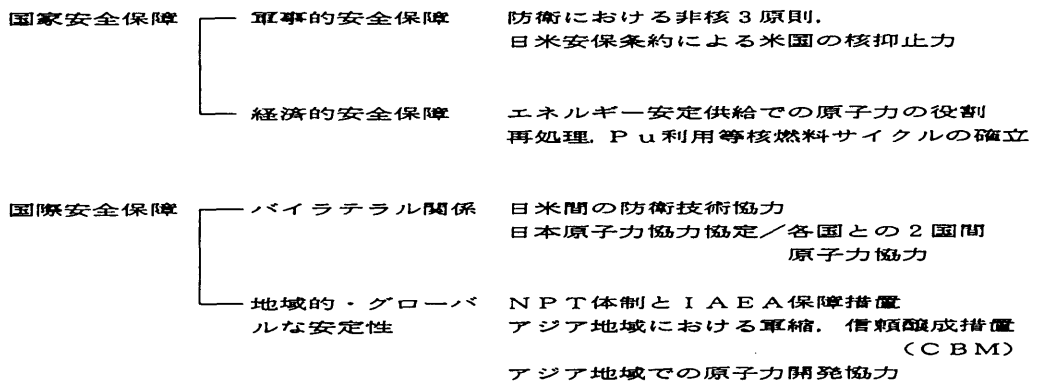 国家安全保障 軍事的安全保障 防衛における非核3原則.
日米安保条約による米国の核抑止力
経済的安全保障 エネルギー安定供給での原子力の役割
再処理. Pu利用等核燃料サイクルの確立
国際安全保障 バイラテラル関係 日米間の防衛技術協力
日本原子力協力協定/各国との2国間
原子力協力
地域的・グローバ NPT体制とIAEA保障措置
ルな安定性 アジア地域における軍縮. 信頼醸成措置
(CBM)
アジア地域での原子力開発協力